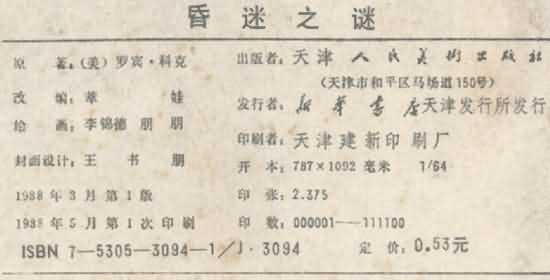 昏迷之谜
原 著：(美)罗宾·科克
改 编：苇 娃
绘 画：李锦德 朋 朋
封面设计：王 书 朋
1988年3月第1版
1988年5月第1次印刷
出版者：天津人民美术出版社
(天津市和平区马场道150号)
发行者：新华书店天津发行所发行
印刷者：天津建新印刷厂
开 本：787×1092毫米 1/64
印 张：2.375
印 数：000001—111100
ISBN 7—5305—3094—1/J·3094 定 价：0.53元